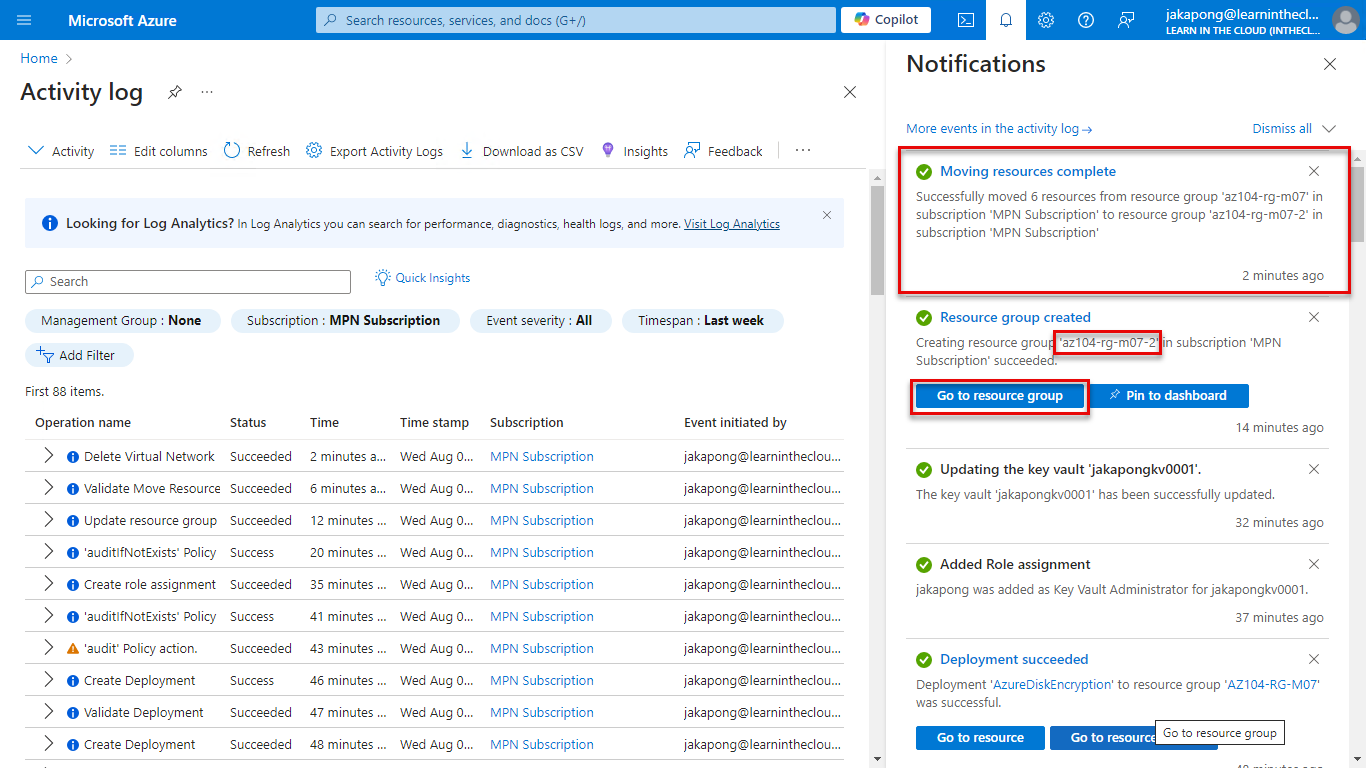 Microsoft Azure
Search resources, services, and docs (G+/)
Copilot
jakapong@learninthecl...
LEARN IN THE CLOUD (INTHECL...
Home
Activity log
...
Activity
Edit columns
Refresh
Export Activity Logs
Download as CSV
Insights
Feedback
...
Looking for Log Analytics? In Log Analytics you can search for performance, diagnostics, health logs, and more. Visit Log Analytics
Search
Quick Insights
Management Group : None
Subscription : MPN Subscription
Event severity : All
Timespan : Last week
Add Filter
First 88 items.
Operation name Status Time Time stamp Subscription Event initiated by
Delete Virtual Network Succeeded 2 minutes a... Wed Aug 0... MPN Subscription jakapong@learnintheclou...
Validate Move Resource Succeeded 6 minutes a... Wed Aug 0... MPN Subscription jakapong@learnintheclou...
Update resource group Succeeded 12 minutes ... Wed Aug 0... MPN Subscription jakapong@learnintheclou...
'auditIfNotExists' Policy Success 20 minutes ... Wed Aug 0... MPN Subscription jakapong@learnintheclou...
Create role assignment Succeeded 35 minutes ... Wed Aug 0... MPN Subscription jakapong@learnintheclou...
'auditIfNotExists' Policy Success 41 minutes ... Wed Aug 0... MPN Subscription jakapong@learnintheclou...
'audit' Policy action. Succeeded 43 minutes ... Wed Aug 0... MPN Subscription jakapong@learnintheclou...
Create Deployment Success 46 minutes ... Wed Aug 0... MPN Subscription jakapong@learnintheclou...
Validate Deployment Succeeded 47 minutes ... Wed Aug 0... MPN Subscription jakapong@learnintheclou...
Create Deployment Succeeded 48 minutes ... Wed Aug 0... MPN Subscription jakapong@learnintheclou...
Notifications
More events in the activity log →
Dismiss all
Moving resources complete
Successfully moved 6 resources from resource group 'az104-rg-m07' in
subscription 'MPN Subscription' to resource group 'az104-rg-m07-2' in
subscription 'MPN Subscription'
2 minutes ago
Resource group created
Creating resource group 'az104-rg-m07-2' in subscription 'MPN
Subscription' succeeded.
Go to resource group
Pin to dashboard
14 minutes ago
Updating the key vault 'jakapongkv0001'.
The key vault 'jakapongkv0001' has been successfully updated.
32 minutes ago
Added Role assignment
jakapong was added as Key Vault Administrator for jakapongkv0001.
37 minutes ago
Deployment succeeded
Deployment 'AzureDiskEncryption' to resource group 'AZ104-RG-M07'
was successful.
Go to resource
Go to resource
Go to resource group